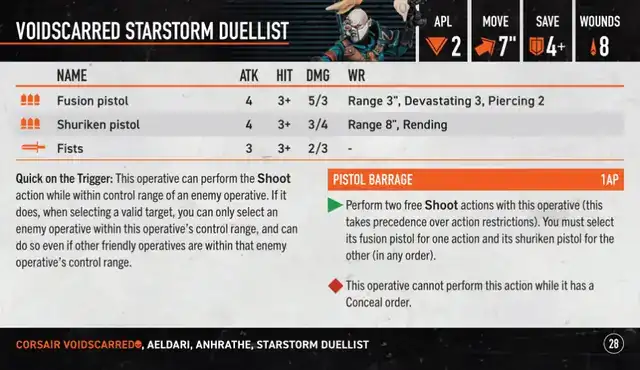 VOIDSCARRED STARSTORM DUELLIST
APL
2
MOVE
7"
SAVE
4+
WOUNDS
8
NAME ATK HIT DMG WR
Fusion pistol 4 3+ 5/3 Range 3", Devastating 3, Piercing 2
Shuriken pistol 4 3+ 3/4 Range 8", Rending
Fists 3 3+ 2/3 -
Quick on the Trigger: This operative can perform the Shoot
action while within control range of an enemy operative. If it
does, when selecting a valid target, you can only select an
enemy operative within this operative's control range, and can
do so even if other friendly operatives are within that enemy
operative's control range.
PISTOL BARRAGE 1AP
Perform two free Shoot actions with this operative (this
takes precedence over action restrictions). You must select
its fusion pistol for one action and its shuriken pistol for the
other (in any order).
This operative cannot perform this action while it has a
Conceal order.
CORSAIR VOIDSCARRED, AELDARI, ANHRATHE, STARSTORM DUELLIST
28